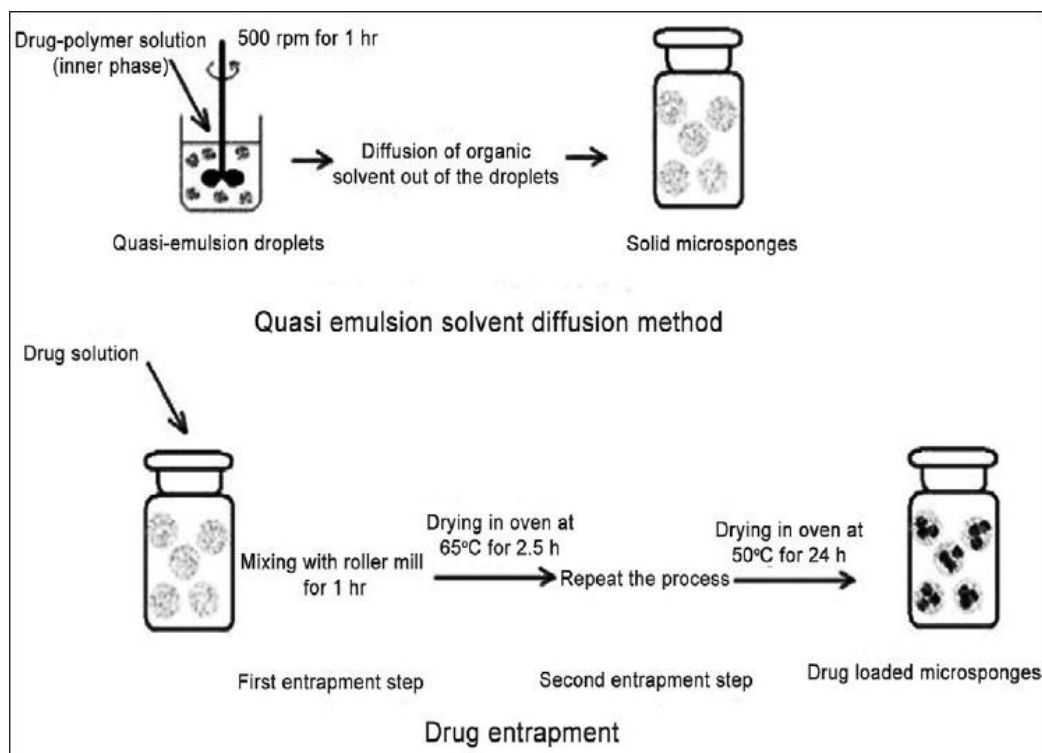 Drug-polymer solution
(inner phase)
500 rpm for 1 hr
Diffusion of organic
solvent out of the droplets
Quasi-emulsion droplets
Solid microsponges
Quasi emulsion solvent diffusion method
Drug solution
Mixing with roller mill
for 1 hr
Drying in oven at
65ºC for 2.5 h
Repeat the process
Drying in oven at
50ºC for 24 h
First entrapment step
Second entrapment step
Drug loaded microsponges
Drug entrapment